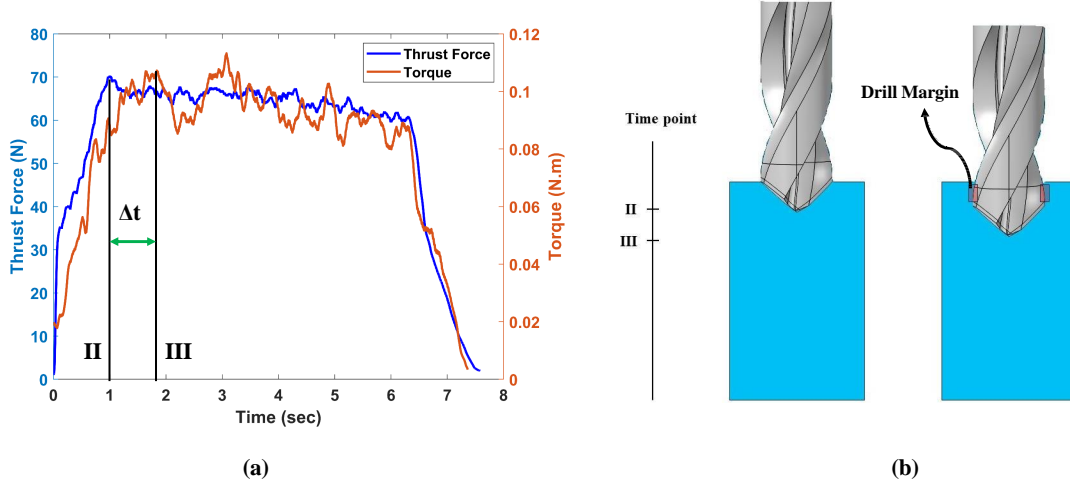 Thrust Force
Torque
80
70
60
50
40
30
20
10
0
Thrust Force (N)
0.12
0.1
0.08
0.06
0.04
0.02
0
Torque (N.m)
Δt
II
III
0 1 2 3 4 5 6 7 8
Time (sec)
(a)
Time point
II
III
Drill Margin
(b)